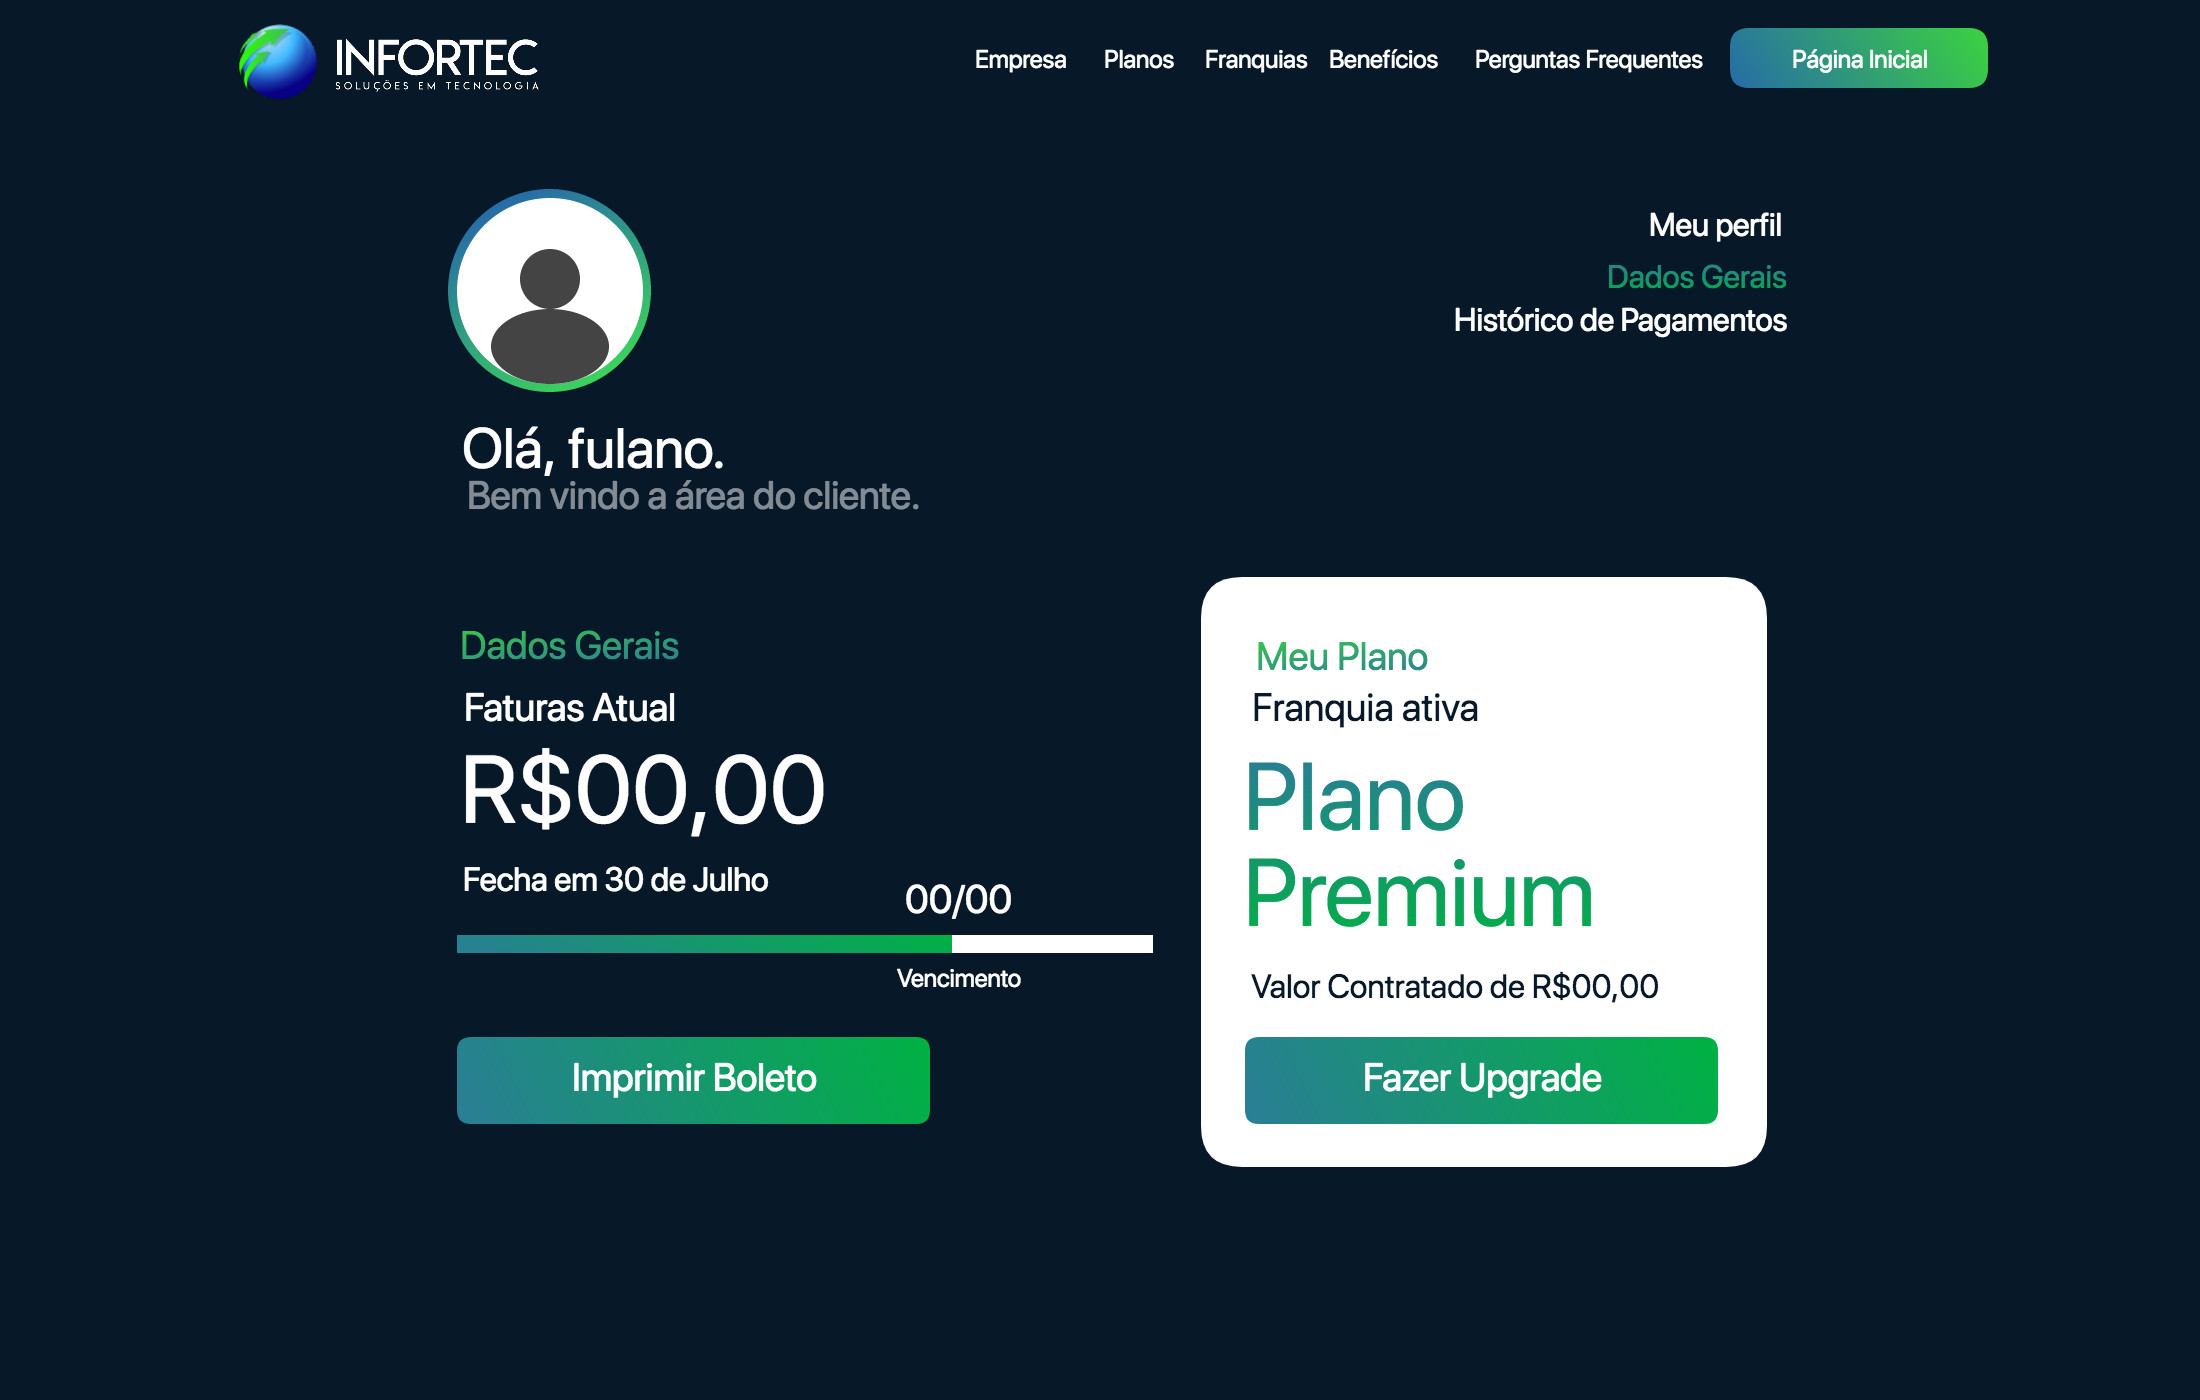 INFORTEC
SOLUÇÕES EM TECNOLOGIA
Empresa
Planos
Franquias
Benefícios
Perguntas Frequentes
Página Inicial
Meu perfil
Dados Gerais
Histórico de Pagamentos
Olá, fulano.
Bem vindo a área do cliente.
Dados Gerais
Faturas Atual
R$00,00
Fecha em 30 de Julho
00/00
Vencimento
Imprimir Boleto
Meu Plano
Franquia ativa
Plano
Premium
Valor Contratado de R$00,00
Fazer Upgrade